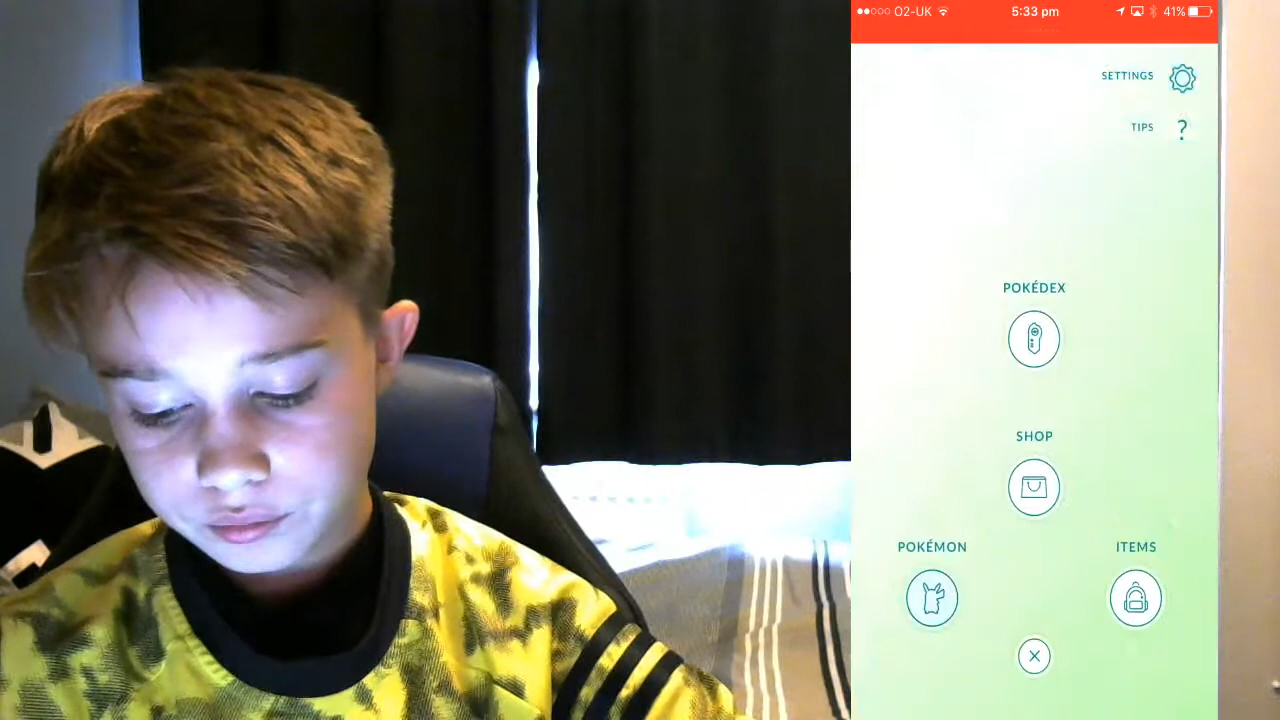 ●●○○○ O2-UK 5:33 pm 41%
SETTINGS
TIPS ?
POKÉDEX
SHOP
POKÉMON ITEMS